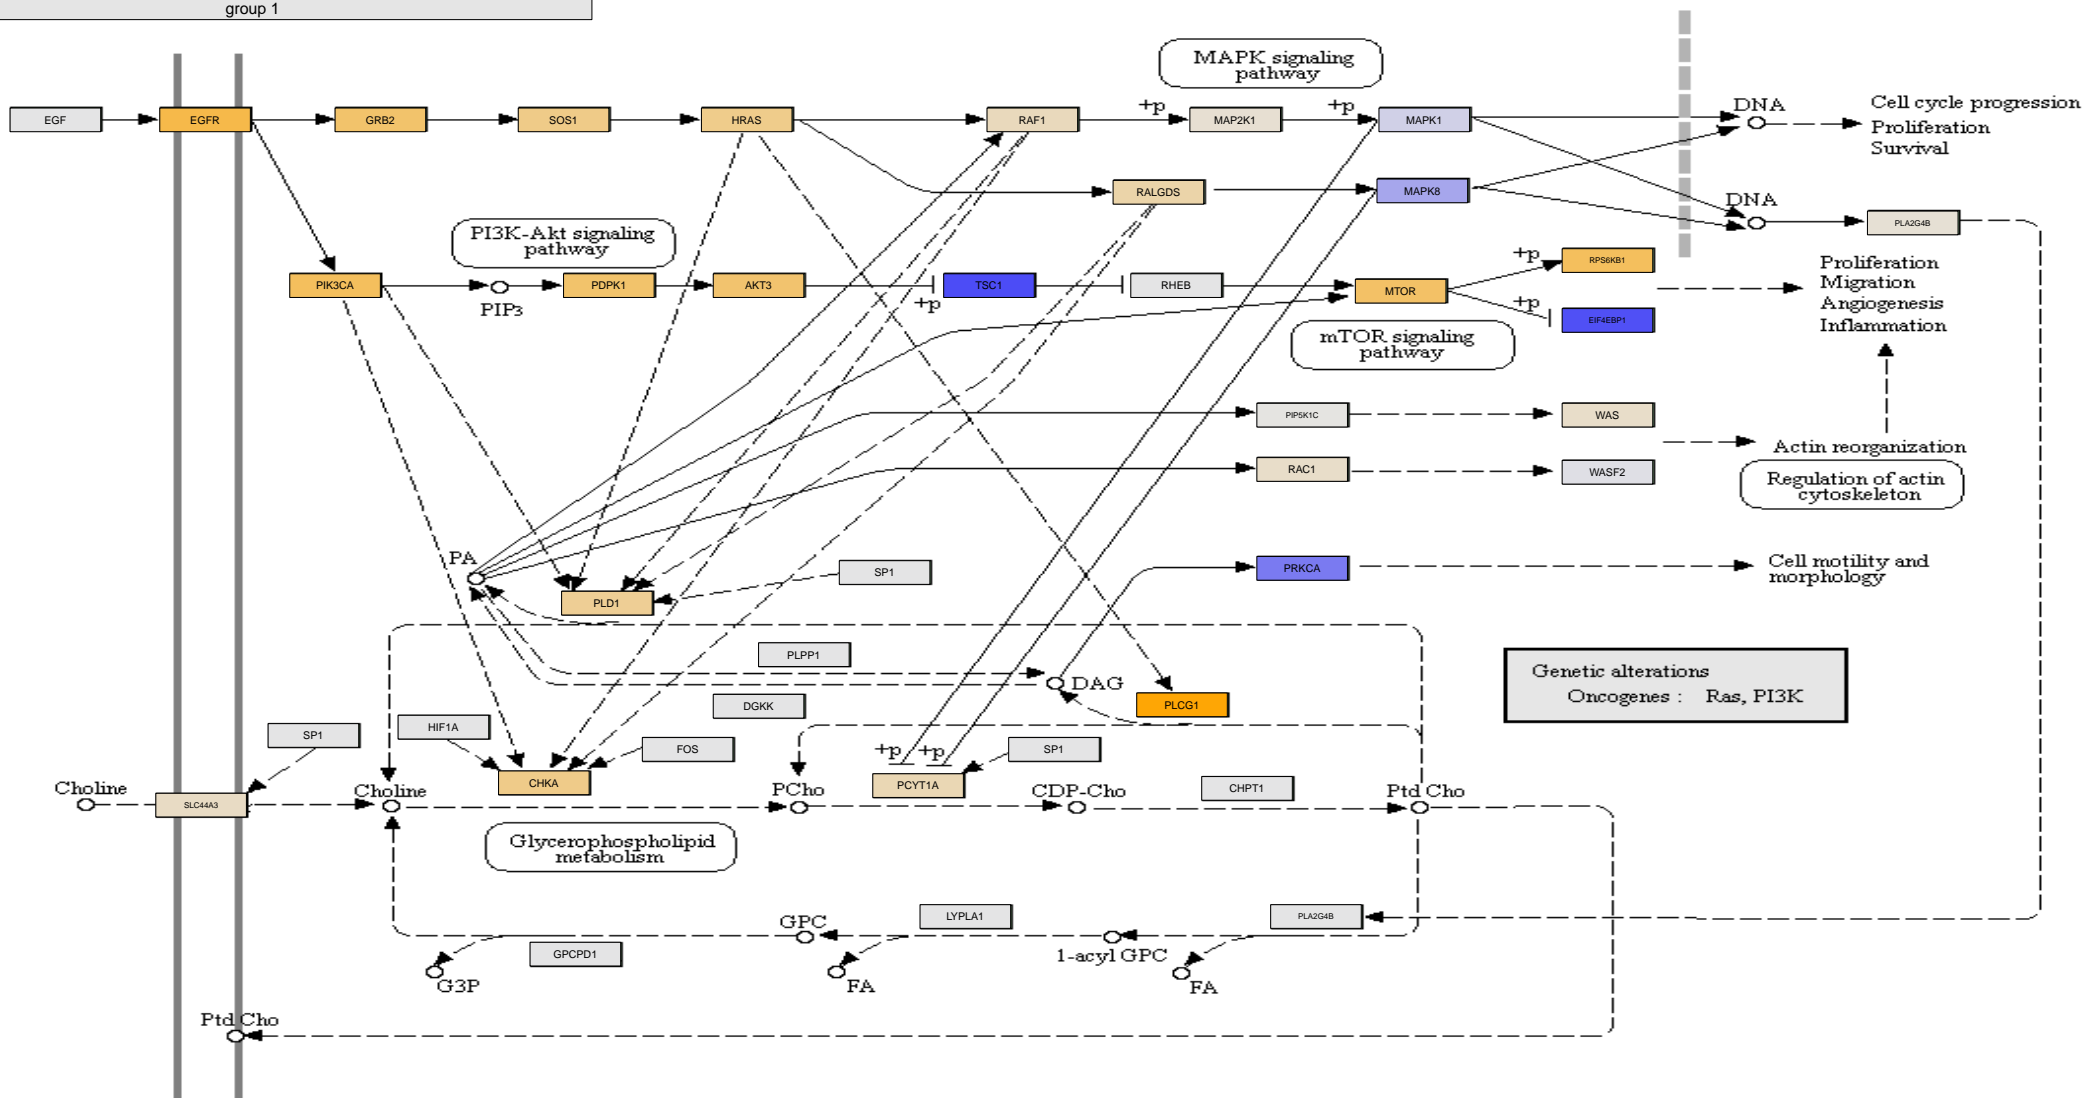 group 1
MAPK signaling
pathway
EGF
EGFR
GRB2
SOS1
HRAS
RAF1
+p
MAP2K1
+p
MAPK1
DNA
Cell cycle progression
Proliferation
Survival
RALGDS
MAPK8
DNA
PLA2G4B
PI3K-Akt signaling
pathway
PIK3CA
PIP3
PDPK1
AKT3
+p
TSC1
RHEB
MTOR
+p
RPS6KB1
+p
EIF4EBP1
Proliferation
Migration
Angiogenesis
Inflammation
mTOR signaling
pathway
PIP5K1C
WAS
RAC1
WASF2
Actin reorganization
Regulation of actin
cytoskeleton
PA
SP1
PLD1
PRKCA
Cell motility and
morphology
PLPP1
DAG
DGKK
PLCG1
Genetic alterations
Oncogenes : Ras, PI3K
SP1
HIF1A
FOS
+p
+p
SP1
CHKA
PCYT1A
Choline
SLC44A3
Choline
PCho
CDP-Cho
CHPT1
Ptd Cho
Glycerophospholipid
metabolism
GPC
LYPLA1
PLA2G4B
GPCPD1
1-acyl GPC
G3P
FA
FA
Ptd Cho